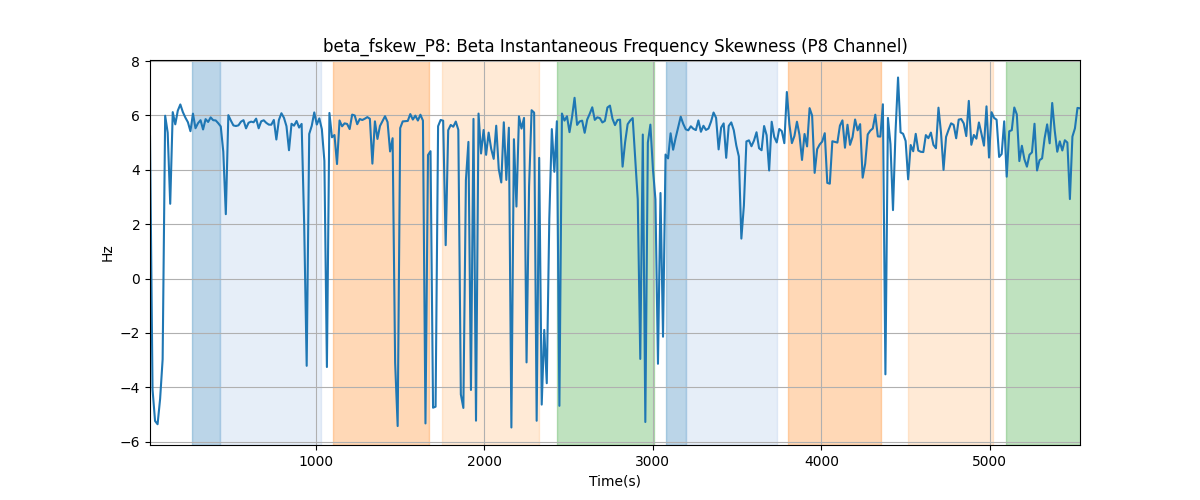 beta_fskew_P8: Beta Instantaneous Frequency Skewness (P8 Channel)
8
6
4
2
0
−2
−4
−6
Hz
1000 2000 3000 4000 5000
Time(s)